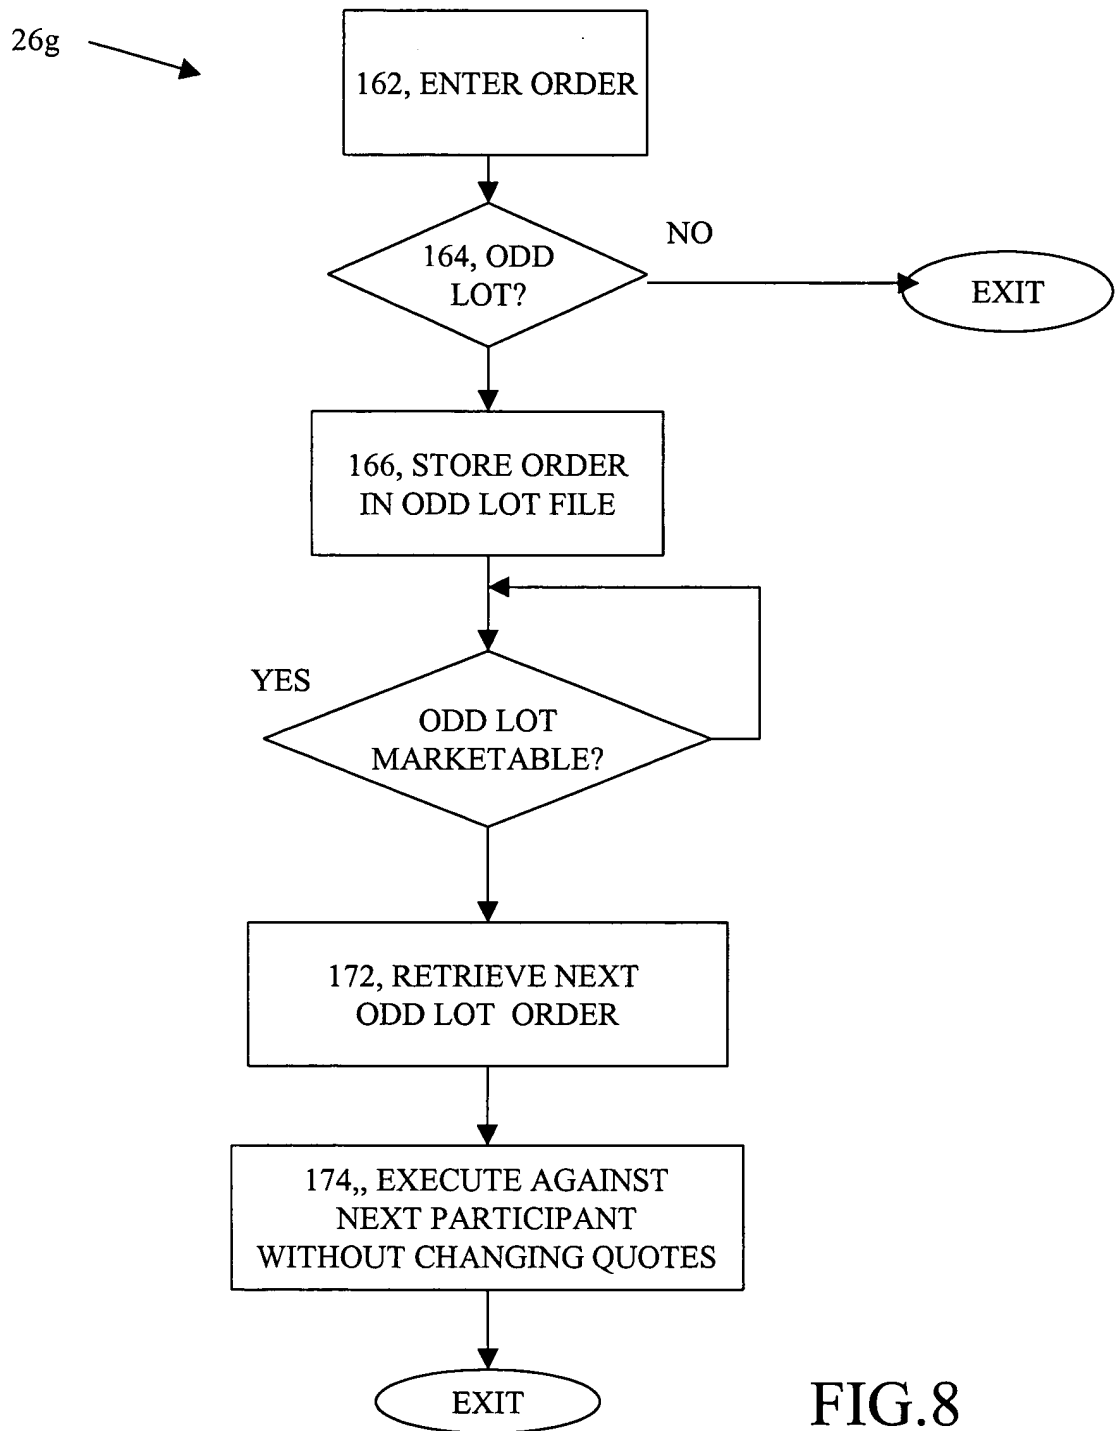 26g
162, ENTER ORDER
164, ODD
LOT?
NO
EXIT
166, STORE ORDER
IN ODD LOT FILE
YES
ODD LOT
MARKETABLE?
172, RETRIEVE NEXT
ODD LOT ORDER
174,, EXECUTE AGAINST
NEXT PARTICIPANT
WITHOUT CHANGING QUOTES
EXIT
FIG.8